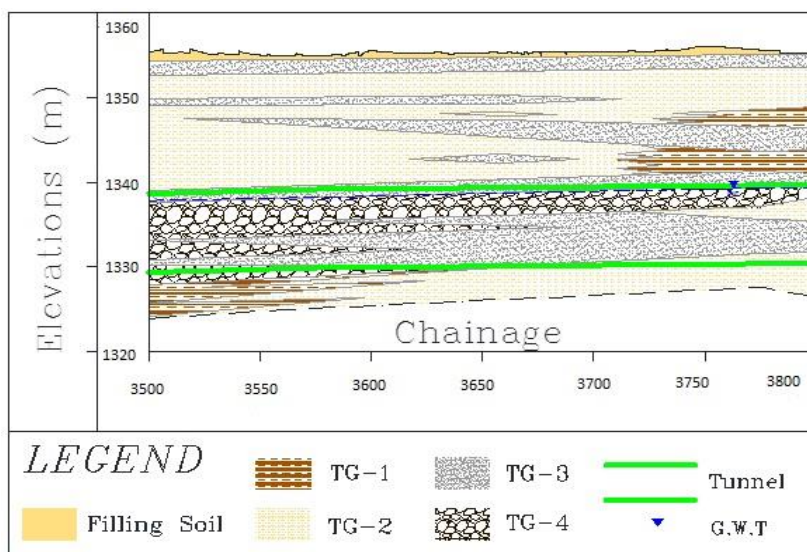 1360
1350
1340
1330
1320
Elevations (m)
Chainage
3500 3550 3600 3650 3700 3750 3800
LEGEND
TG-1 TG-3 Tunnel
Filling Soil TG-2 TG-4 G.W.T